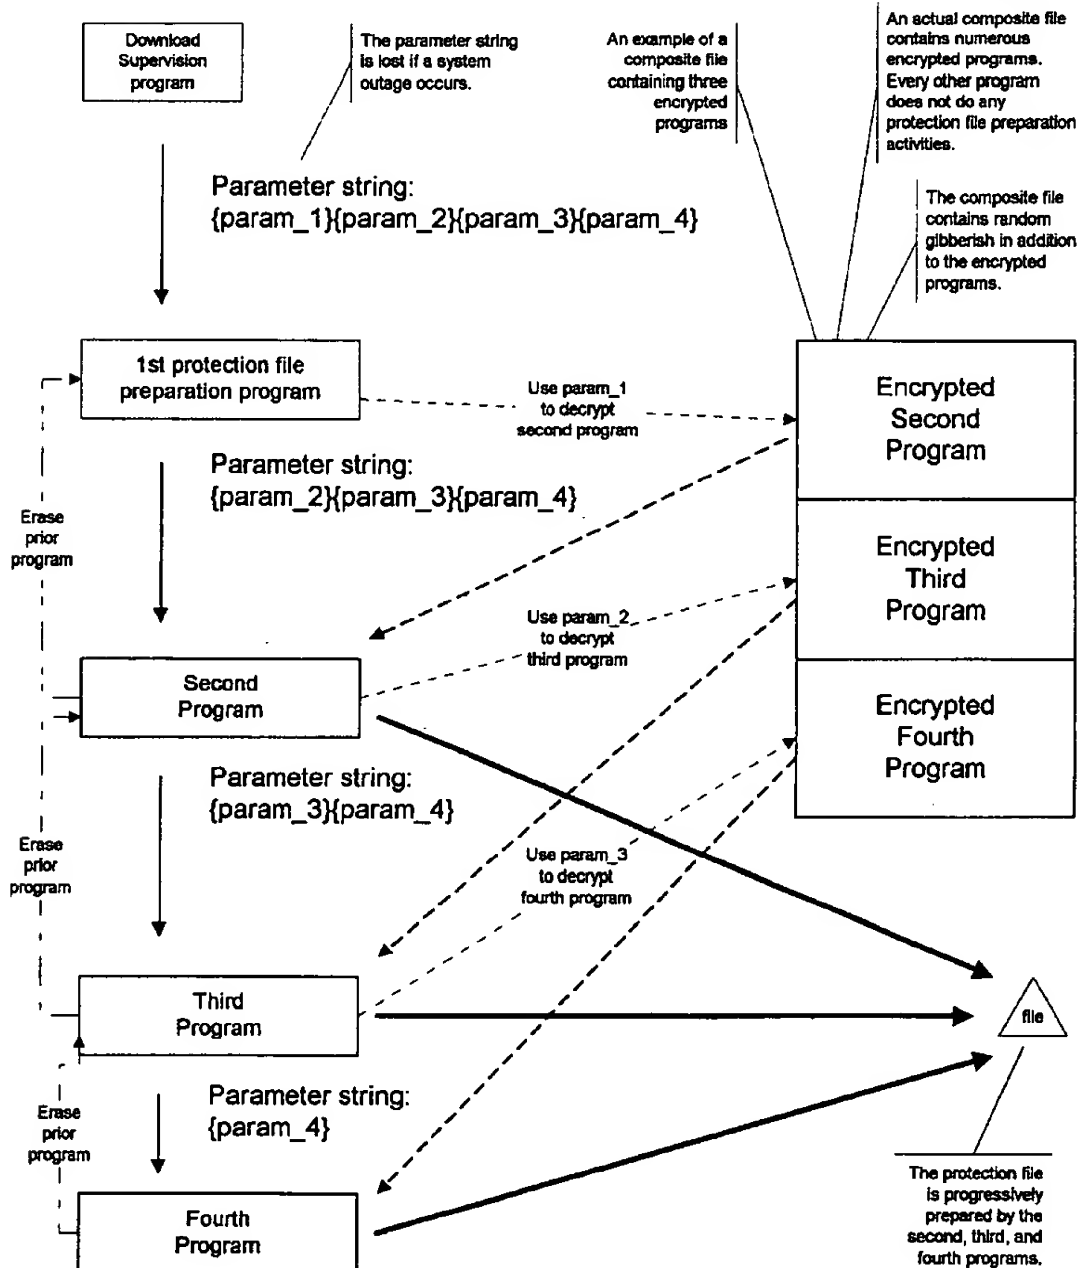 Download
Supervision
program
The parameter string
is lost if a system
outage occurs.
An example of a
composite file
containing three
encrypted
programs
An actual composite file
contains numerous
encrypted programs.
Every other program
does not do any
protection file preparation
activities.
The composite file
contains random
gibberish in addition
to the encrypted
programs.
Parameter string:
{param_1}{param_2}{param_3}{param_4}
1st protection file
preparation program
Use param_1
to decrypt
second program
Encrypted
Second
Program
Parameter string:
{param_2}{param_3}{param_4}
Erase
prior
program
Encrypted
Third
Program
Use param_2
to decrypt
third program
Second
Program
Encrypted
Fourth
Program
Parameter string:
{param_3}{param_4}
Erase
prior
program
Use param_3
to decrypt
fourth program
Third
Program
file
Parameter string:
{param_4}
Erase
prior
program
Fourth
Program
The protection file
is progressively
prepared by the
second, third, and
fourth programs.